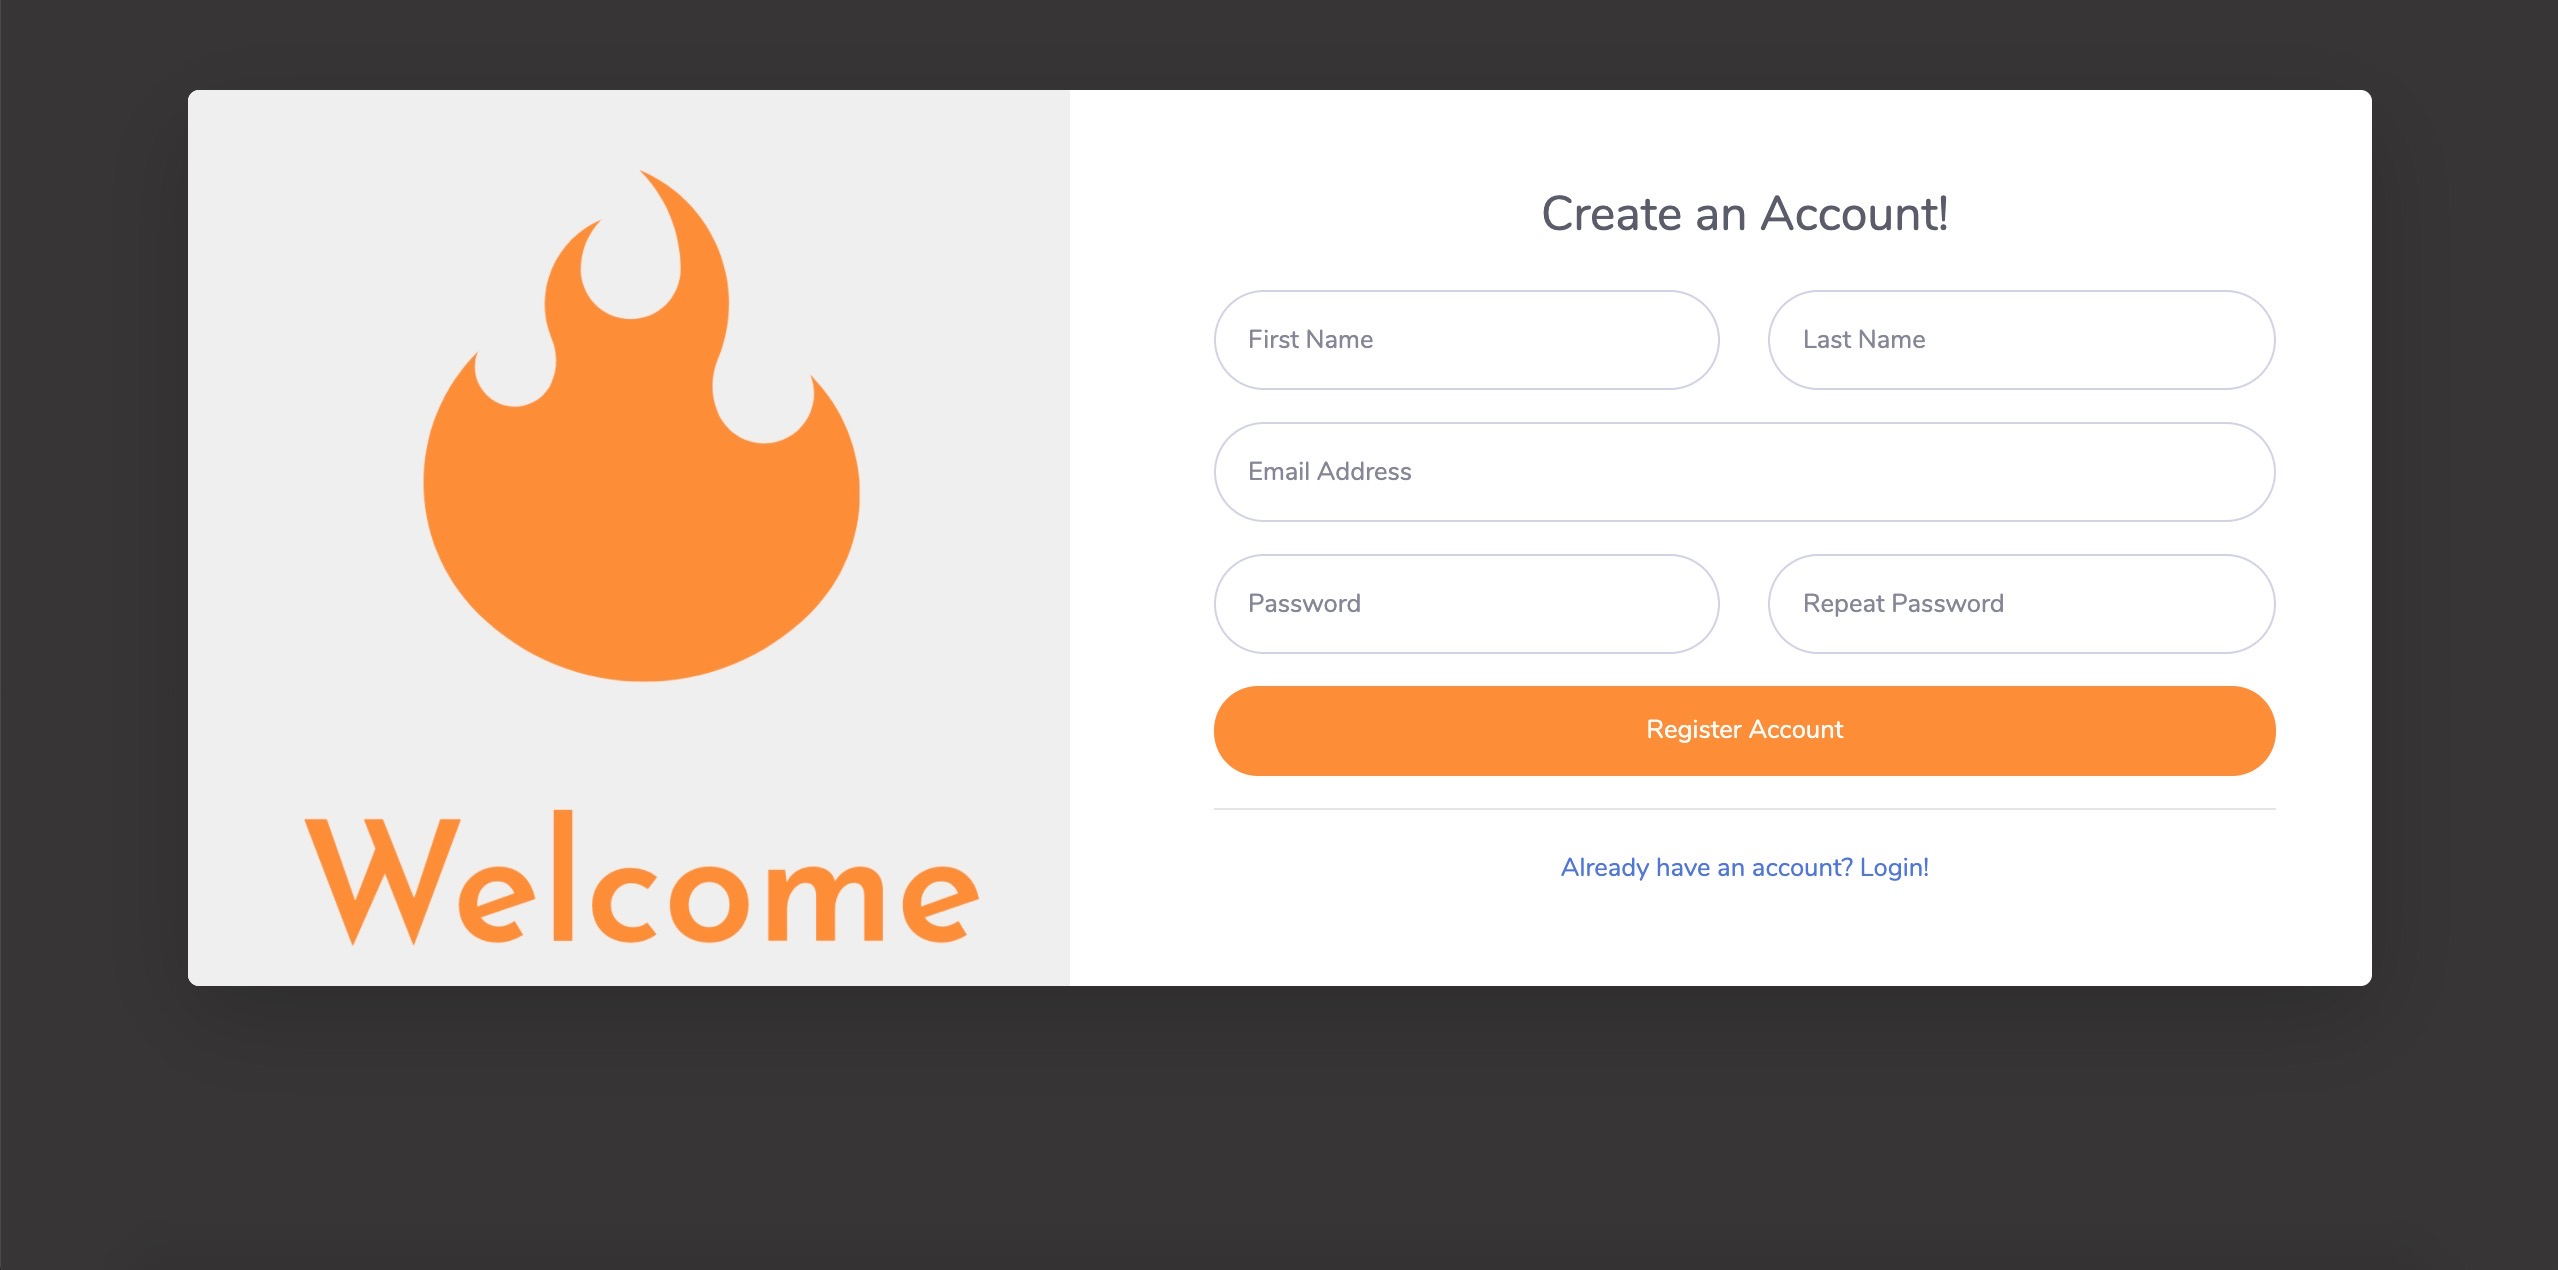 Welcome
Create an Account!
First Name
Last Name
Email Address
Password
Repeat Password
Register Account
Already have an account? Login!